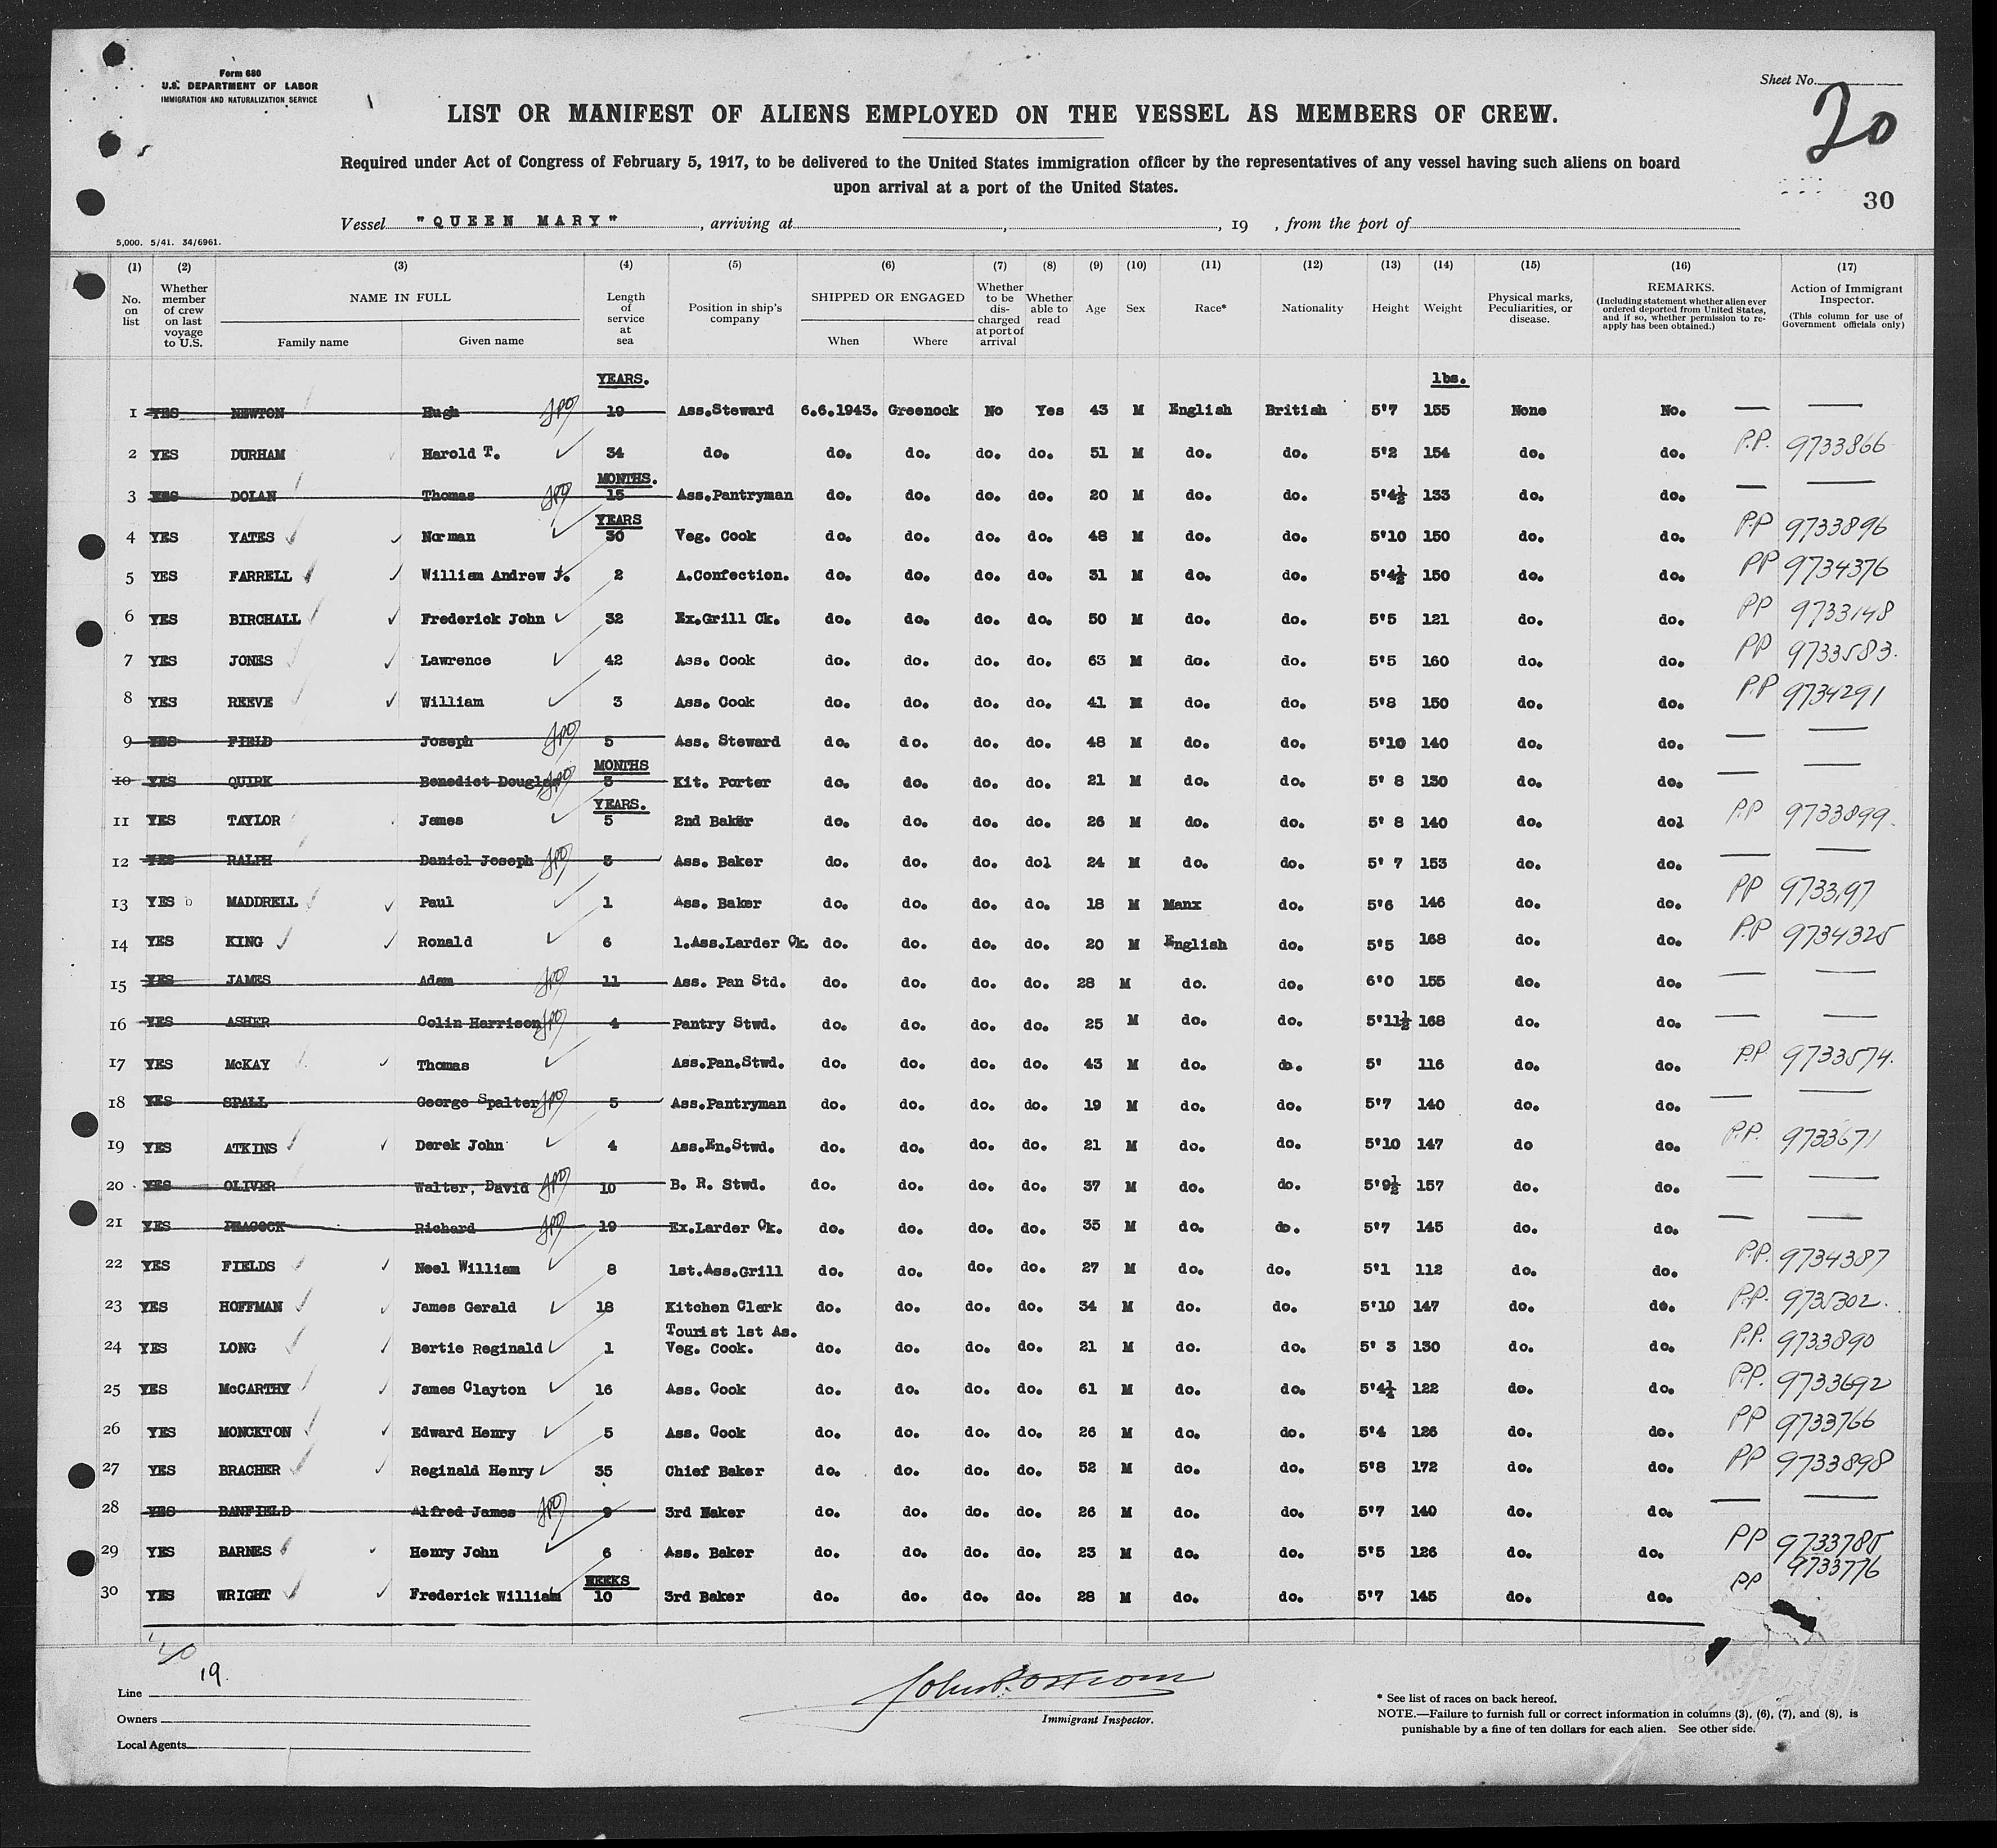 Form 680
U.S. DEPARTMENT OF LABOR
IMMIGRATION AND NATURALIZATION SERVICE
Sheet No.
20
LIST OR MANIFEST OF ALIENS EMPLOYED ON THE VESSEL AS MEMBERS OF CREW.
Required under Act of Congress of February 5, 1917, to be delivered to the United States immigration officer by the representatives of any vessel having such aliens on board
upon arrival at a port of the United States.
30
Vessel "QUEEN MARY", arriving at , , 19 , from the port of
5,000. 5/41. 34/6961.
(1) (2) (3) (4) (5) (6) (7) (8) (9) (10) (11) (12) (13) (14) (15) (16) (17)
No. on list Whether member of crew on last voyage to U.S. NAME IN FULL Family name Given name Length of service at sea Position in ship's company SHIPPED OR ENGAGED When Where Whether to be discharged at port of arrival Whether able to read Age Sex Race* Nationality Height Weight Physical marks, Peculiarities, or disease. REMARKS. (Including statement whether alien ever ordered deported from United States, and if so, whether permission to re-apply has been obtained.) Action of Immigrant Inspector. (This column for use of Government officials only)
YEARS. lbs.
1 YES NEWTON Hugh 19 Ass.Steward 6.6.1943. Greenock No Yes 43 M English British 5'7 155 None No. — —
2 YES DURHAM Harold T. 34 do. do. do. do. do. 51 M do. do. 5'2 154 do. do. P.P. 9733866
MONTHS.
3 YES DOLAN Thomas 15 Ass.Pantryman do. do. do. do. 20 M do. do. 5'4½ 133 do. do. — —
YEARS
4 YES YATES Norman 30 Veg. Cook do. do. do. do. 48 M do. do. 5'10 150 do. do. P.P 9733896
5 YES FARRELL William Andrew J. 2 A.Confection. do. do. do. do. 31 M do. do. 5'4½ 150 do. do. PP 9734376
6 YES BIRCHALL Frederick John 32 Ex.Grill Ck. do. do. do. do. 50 M do. do. 5'5 121 do. do. PP 9733148
7 YES JONES Lawrence 42 Ass. Cook do. do. do. do. 63 M do. do. 5'5 160 do. do. PP 9733583.
8 YES REEVE William 3 Ass. Cook do. do. do. do. 41 M do. do. 5'8 150 do. do. P.P 9734291
9 YES FIELD Joseph 5 Ass. Steward do. do. do. do. 48 M do. do. 5'10 140 do. do. — —
MONTHS
10 YES QUIRK Benedict Douglas 3 Kit. Porter do. do. do. do. 21 M do. do. 5' 8 130 do. do. — —
YEARS.
11 YES TAYLOR James 5 2nd Baker do. do. do. do. 26 M do. do. 5' 8 140 do. dol P.P 9733899.
12 YES RALPH Daniel Joseph 3 Ass. Baker do. do. do. dol 24 M do. do. 5' 7 153 do. do. — —
13 YES b MADDRELL Paul 1 Ass. Baker do. do. do. do. 18 M Manx do. 5'6 146 do. do. PP
14 YES KING Ronald 6 1.Ass.Larder Ck. do. do. do. do. 20 M English do. 5'5 168 do. do. P.P 9734325
15 YES JAMES Adam 11 Ass. Pan Std. do. do. do. do. 28 M do. do. 6'0 155 do. do. — —
16 YES ASHER Colin Harrison 4 Pantry Stwd. do. do. do. do. 25 M do. do. 5'11½ 168 do. do. — —
17 YES McKAY Thomas Ass.Pan.Stwd. do. do. do. do. 43 M do. do. 5' 116 do. do. P.P 9733574.
18 YES SPALL George Spalter 5 Ass.Pantryman do. do. do. do. 19 M do. do. 5'7 140 do. do. — —
19 YES ATKINS Derek John 4 Ass.En.Stwd. do. do. do. do. 21 M do. do. 5'10 147 do do. P.P. 9733671
20 YES OLIVER Walter, David 10 B. R. Stwd. do. do. do. do. 37 M do. do. 5'9½ 157 do. do. — —
21 YES PEACOCK Richard 19 Ex.Larder Ck. do. do. do. do. 35 M do. do. 5'7 145 do. do. — —
22 YES FIELDS Neel William 8 1st.Ass.Grill do. do. do. do. 27 M do. do. 5'1 112 do. do. P.P. 9734387
23 YES HOFFMAN James Gerald 18 Kitchen Clerk do. do. do. do. 34 M do. do. 5'10 147 do. do. P.P. 9735302.
Tourist 1st As.
24 YES LONG Bertie Reginald 1 Veg. Cook. do. do. do. do. 21 M do. do. 5' 3 130 do. do. P.P. 9733890
25 YES McCARTHY James Clayton 16 Ass. Cook do. do. do. do. 61 M do. do. 5'4¼ 122 do. do. P.P. 9733692
26 YES MONCKTON Edward Henry 5 Ass. Cook do. do. do. do. 26 M do. do. 5'4 126 do. do. PP 9733766
27 YES BRACHER Reginald Henry 35 Chief Baker do. do. do. do. 52 M do. do. 5'8 172 do. do. PP 9733898
28 YES BANFIELD Alfred James 9 3rd Baker do. do. do. do. 26 M do. do. 5'7 140 do. do. — —
29 YES BARNES Henry John 6 Ass. Baker do. do. do. do. 23 M do. do. 5'5 126 do. do. PP 9733785
WEEKS
30 YES WRIGHT Frederick William 10 3rd Baker do. do. do. do. 28 M do. do. 5'7 145 do. do. PP 9733776
19.
Line
Owners
Local Agents
Immigrant Inspector.
* See list of races on back hereof.
NOTE.—Failure to furnish full or correct information in columns (3), (6), (7), and (8), is
punishable by a fine of ten dollars for each alien. See other side.